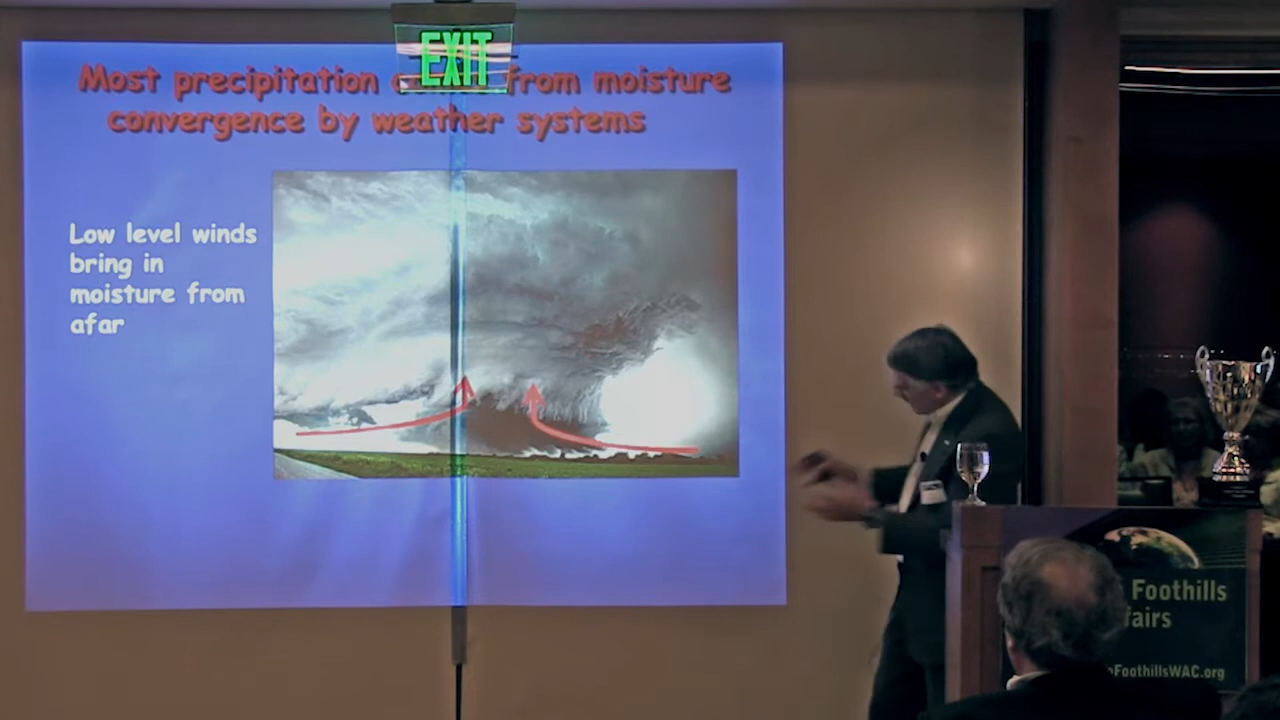 EXIT
Most precipitation from moisture
convergence by weather systems
Low level winds
bring in
moisture from
afar
Foothills
fairs
FoothillsWAC.org